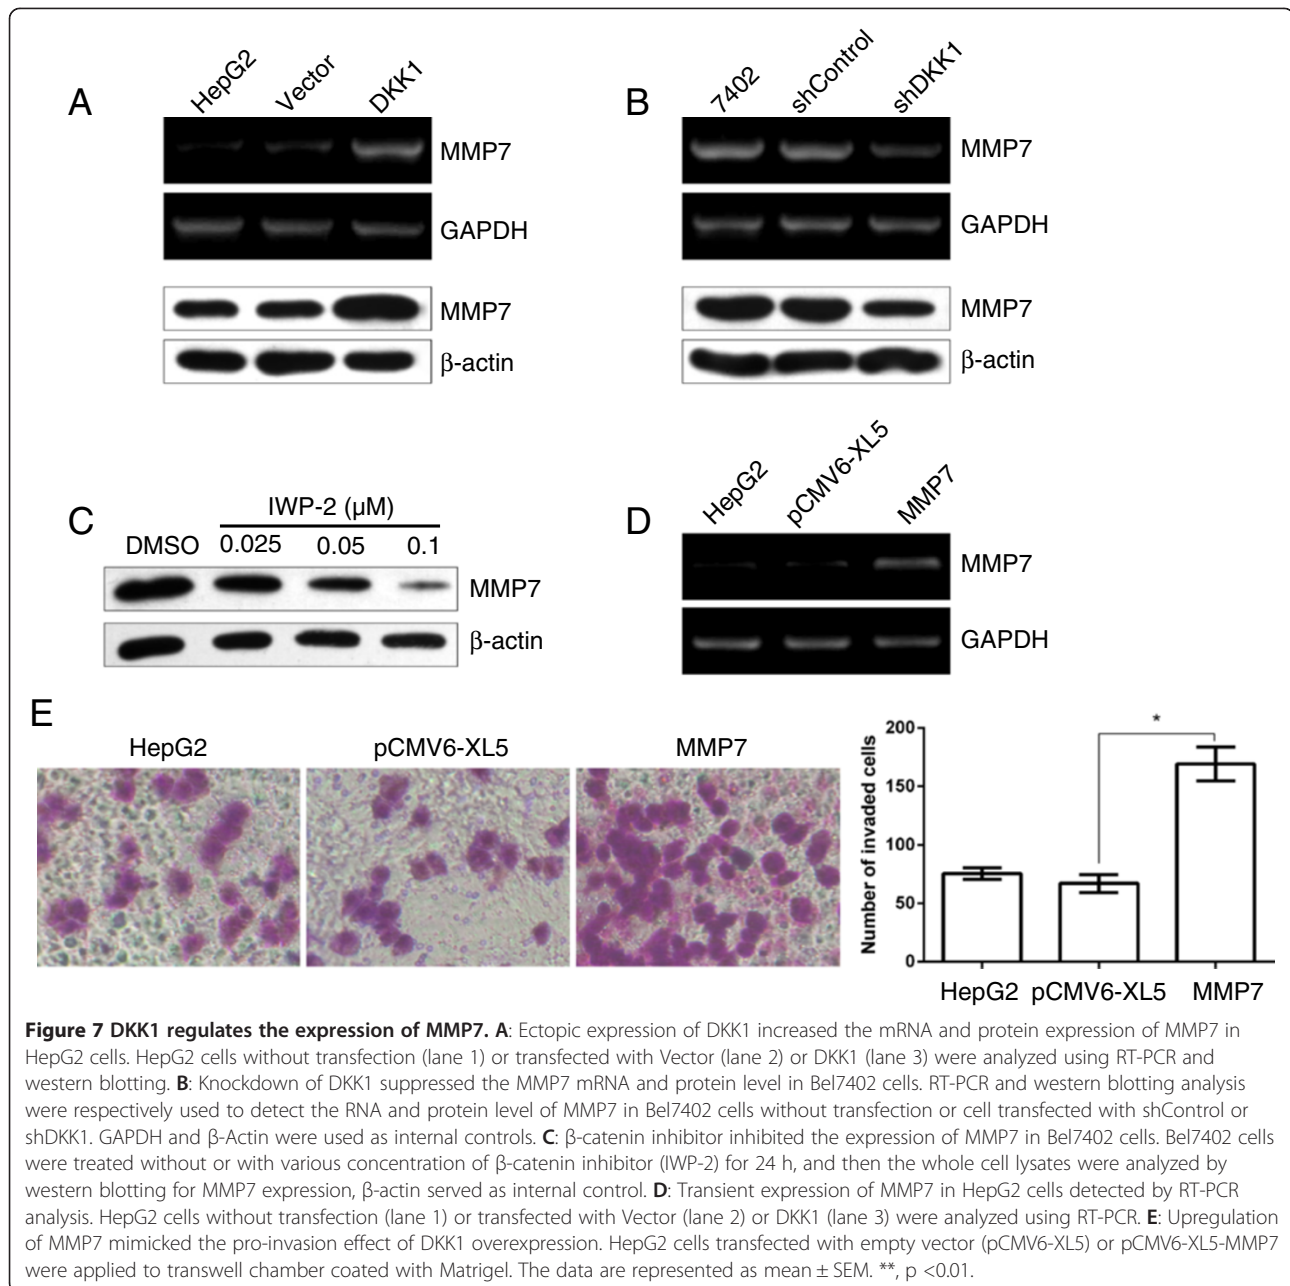 A
HepG2 Vector DKK1
MMP7
GAPDH
MMP7
β-actin
B
7402 shControl shDKK1
MMP7
GAPDH
MMP7
β-actin
C
IWP-2 (µM)
DMSO 0.025 0.05 0.1
MMP7
β-actin
D
HepG2 pCMV6-XL5 MMP7
MMP7
GAPDH
E
HepG2 pCMV6-XL5 MMP7
*
Number of invaded cells
200
150
100
50
0
HepG2 pCMV6-XL5 MMP7
Figure 7 DKK1 regulates the expression of MMP7. A: Ectopic expression of DKK1 increased the mRNA and protein expression of MMP7 in
HepG2 cells. HepG2 cells without transfection (lane 1) or transfected with Vector (lane 2) or DKK1 (lane 3) were analyzed using RT-PCR and
western blotting. B: Knockdown of DKK1 suppressed the MMP7 mRNA and protein level in Bel7402 cells. RT-PCR and western blotting analysis
were respectively used to detect the RNA and protein level of MMP7 in Bel7402 cells without transfection or cell transfected with shControl or
shDKK1. GAPDH and β-Actin were used as internal controls. C: β-catenin inhibitor inhibited the expression of MMP7 in Bel7402 cells. Bel7402 cells
were treated without or with various concentration of β-catenin inhibitor (IWP-2) for 24 h, and then the whole cell lysates were analyzed by
western blotting for MMP7 expression, β-actin served as internal control. D: Transient expression of MMP7 in HepG2 cells detected by RT-PCR
analysis. HepG2 cells without transfection (lane 1) or transfected with Vector (lane 2) or DKK1 (lane 3) were analyzed using RT-PCR. E: Upregulation
of MMP7 mimicked the pro-invasion effect of DKK1 overexpression. HepG2 cells transfected with empty vector (pCMV6-XL5) or pCMV6-XL5-MMP7
were applied to transwell chamber coated with Matrigel. The data are represented as mean ± SEM. **, p <0.01.